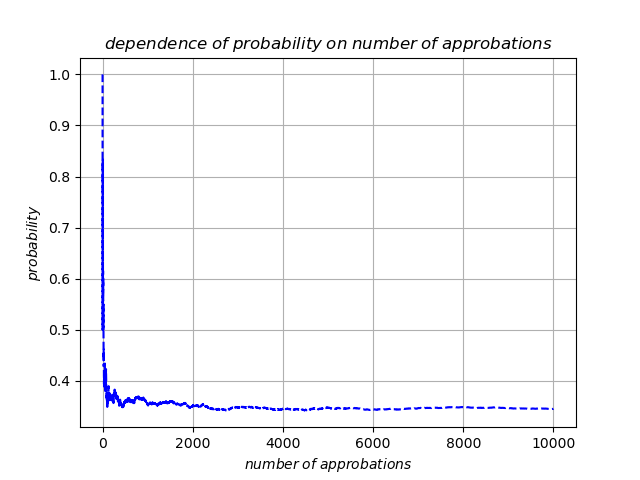 dependence of probability on number of approbations
1.0
0.9
0.8
0.7
0.6
0.5
0.4
probability
0 2000 4000 6000 8000 10000
number of approbations